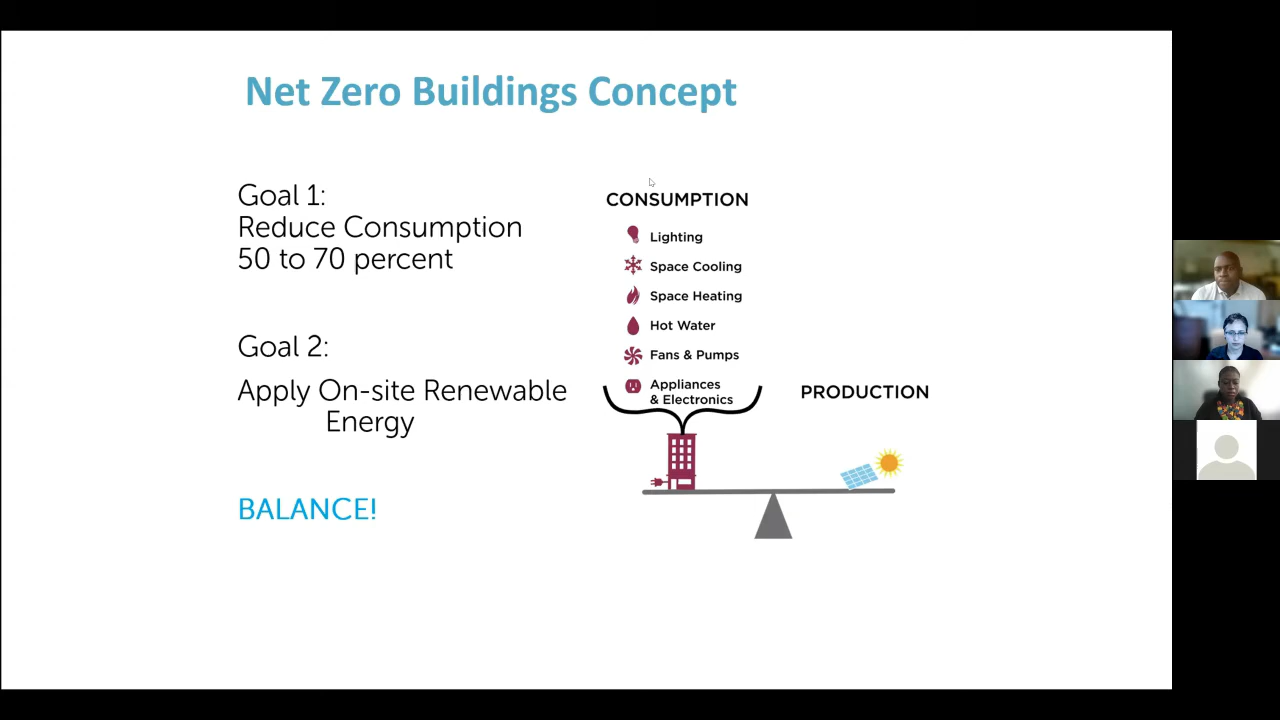 Net Zero Buildings Concept
Goal 1:
Reduce Consumption
50 to 70 percent
Goal 2:
Apply On-site Renewable
Energy
BALANCE!
CONSUMPTION
Lighting
Space Cooling
Space Heating
Hot Water
Fans & Pumps
Appliances
& Electronics
PRODUCTION